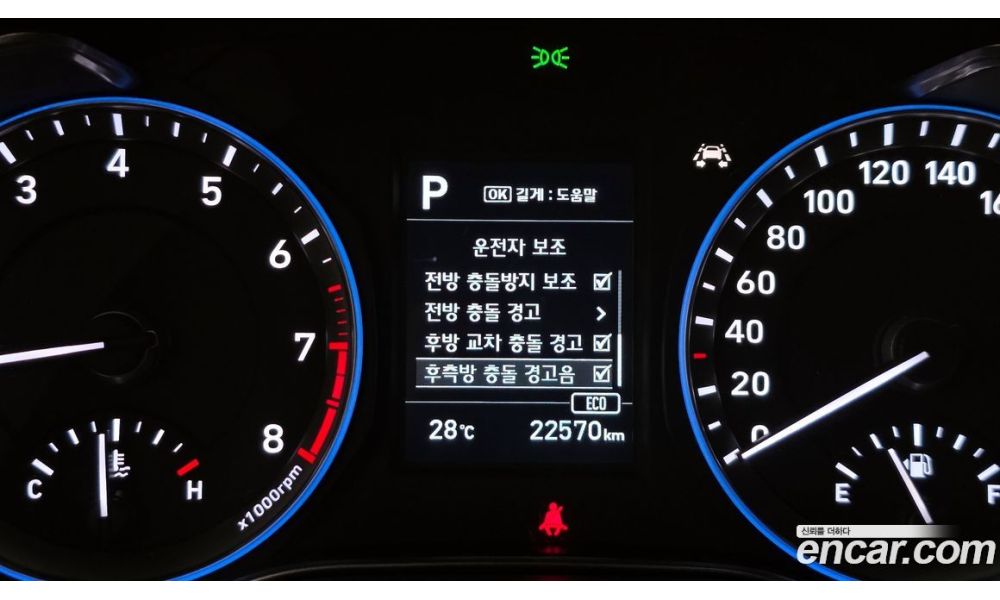 3
4
5
6
7
8
x1000rpm
C
H
P
OK 길게 : 도움말
운전자 보조
전방 충돌방지 보조
전방 충돌 경고
후방 교차 충돌 경고
후측방 충돌 경고음
ECO
28°C
22570km
0
20
40
60
80
100
120
140
E
F
신뢰를 더하다
encar.com